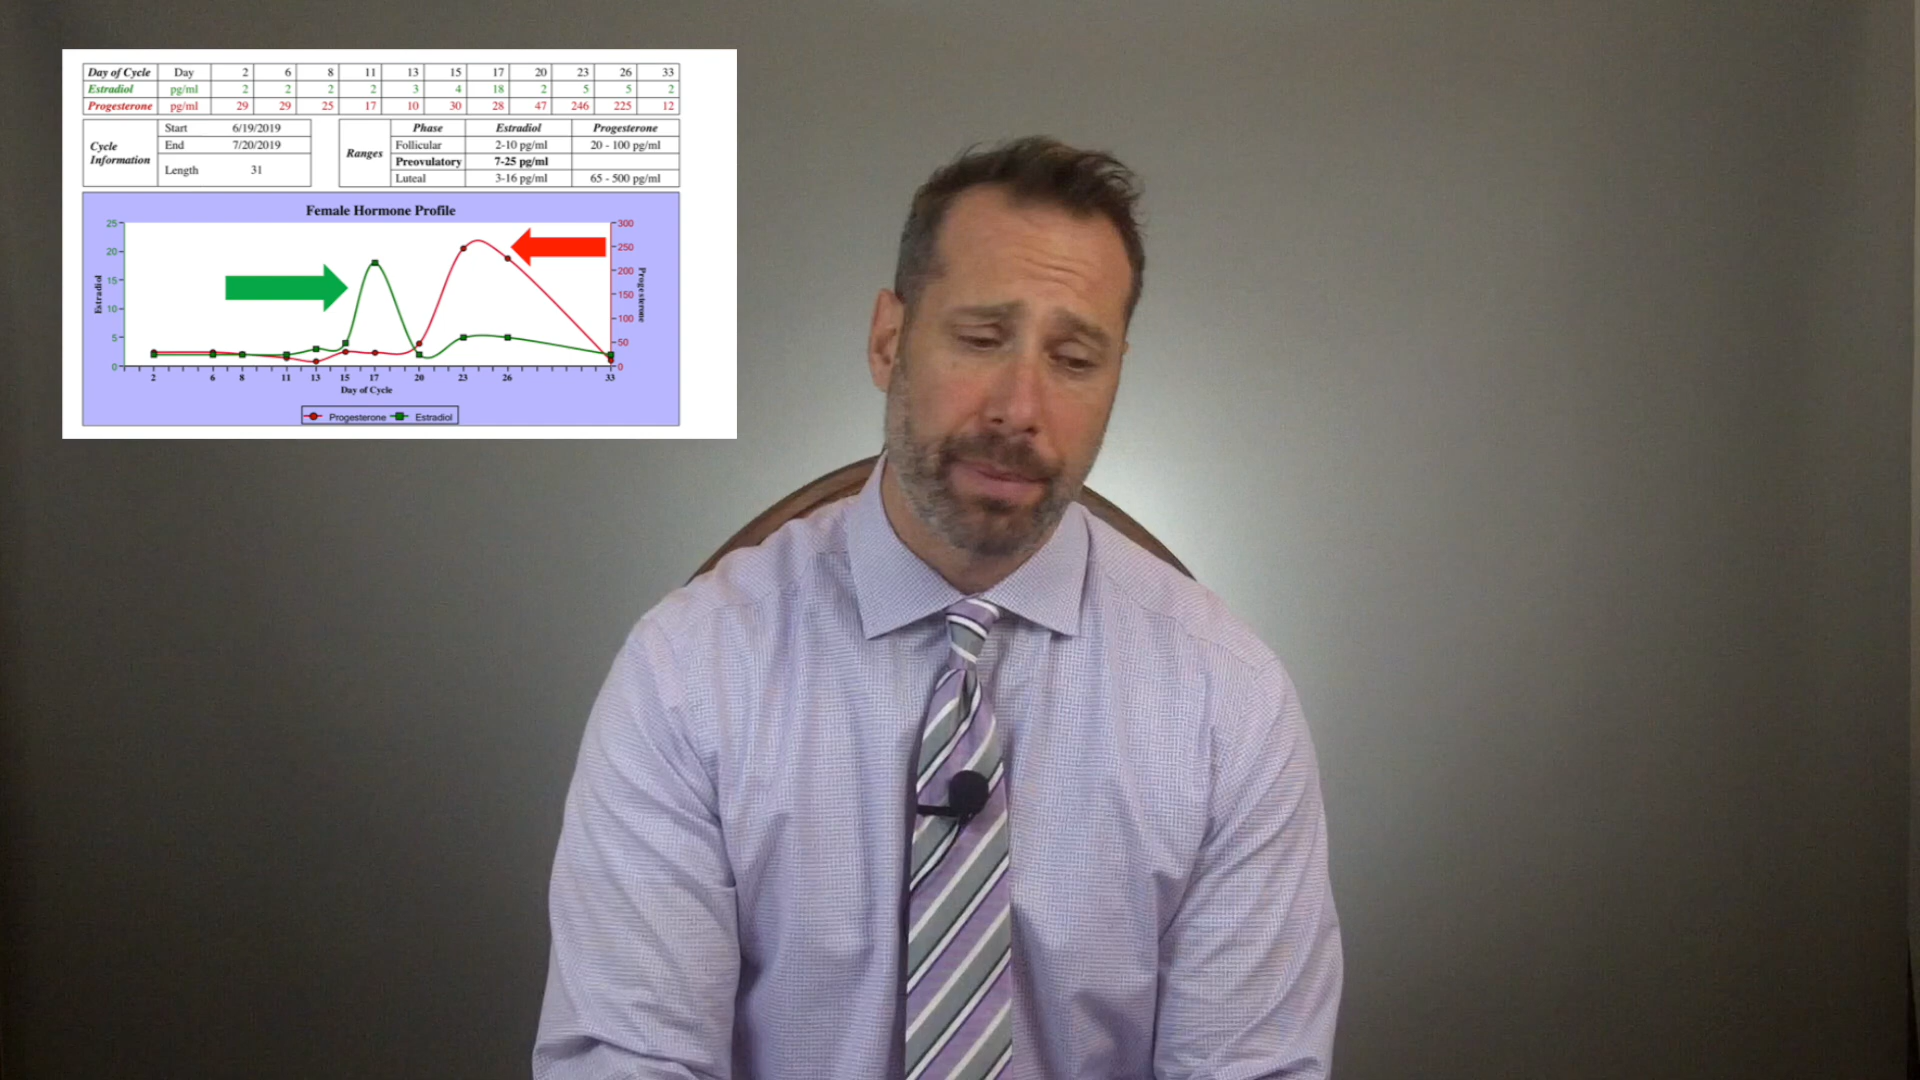 Day of Cycle Day 2 6 8 11 13 15 17 20 23 26 33
Estradiol pg/ml 2 2 2 2 3 4 18 2 5 5 2
Progesterone pg/ml 29 29 25 17 10 30 28 47 246 225 12
Cycle Information
Start 6/19/2019
End 7/20/2019
Length 31
Ranges
Phase Estradiol Progesterone
Follicular 2-10 pg/ml 20 - 100 pg/ml
Preovulatory 7-25 pg/ml
Luteal 3-16 pg/ml 65 - 500 pg/ml
Female Hormone Profile
Estradiol
25
20
15
10
5
0
300
250
200
150
100
50
0
Progesterone
2 6 8 11 13 15 17 20 23 26 33
Day of Cycle
Progesterone Estradiol